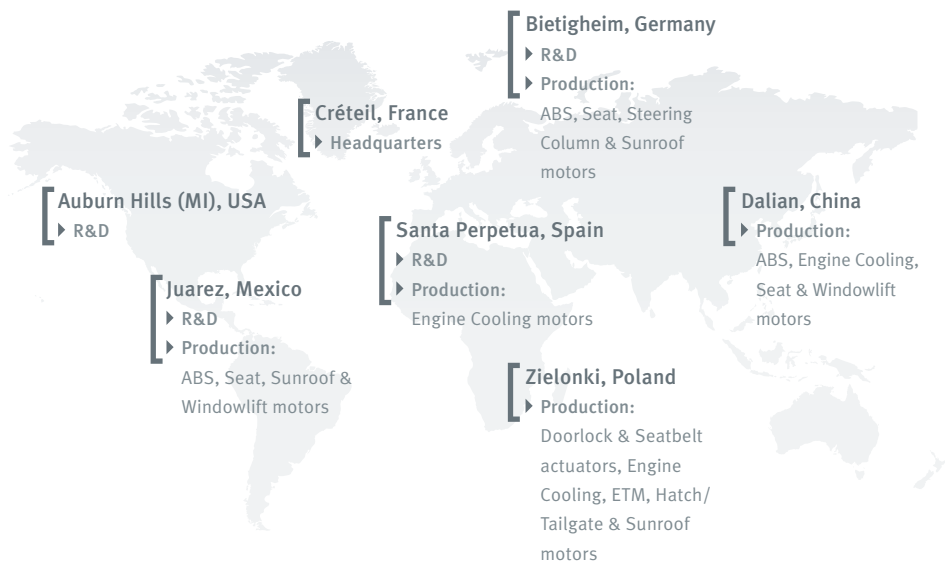 Bietigheim, Germany
R&D
Production:
ABS, Seat, Steering
Column & Sunroof
motors
Créteil, France
Headquarters
Auburn Hills (MI), USA
R&D
Santa Perpetua, Spain
R&D
Production:
Engine Cooling motors
Dalian, China
Production:
ABS, Engine Cooling,
Seat & Windowlift
motors
Juarez, Mexico
R&D
Production:
ABS, Seat, Sunroof &
Windowlift motors
Zielonki, Poland
Production:
Doorlock & Seatbelt
actuators, Engine
Cooling, ETM, Hatch/
Tailgate & Sunroof
motors